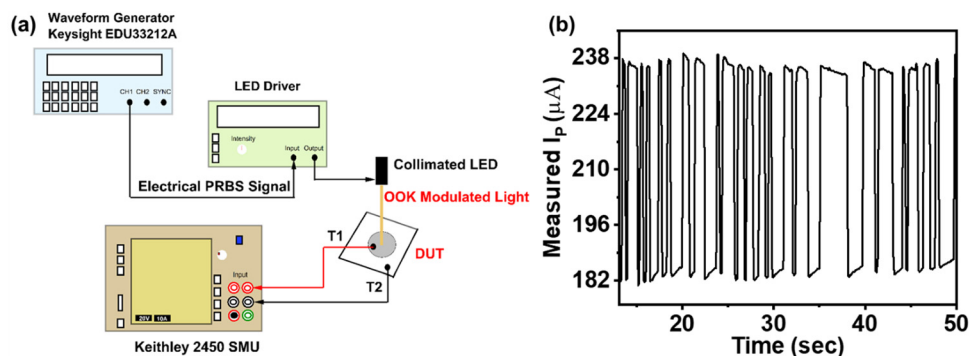 (a)
Waveform Generator
Keysight EDU33212A
CH1 CH2 SYNC
LED Driver
Intensity
Input Output
Electrical PRBS Signal
Collimated LED
OOK Modulated Light
T1
DUT
T2
Input
20V 10A
Keithley 2450 SMU
(b)
Measured I_P (μA)
238
224
210
196
182
20 30 40 50
Time (sec)